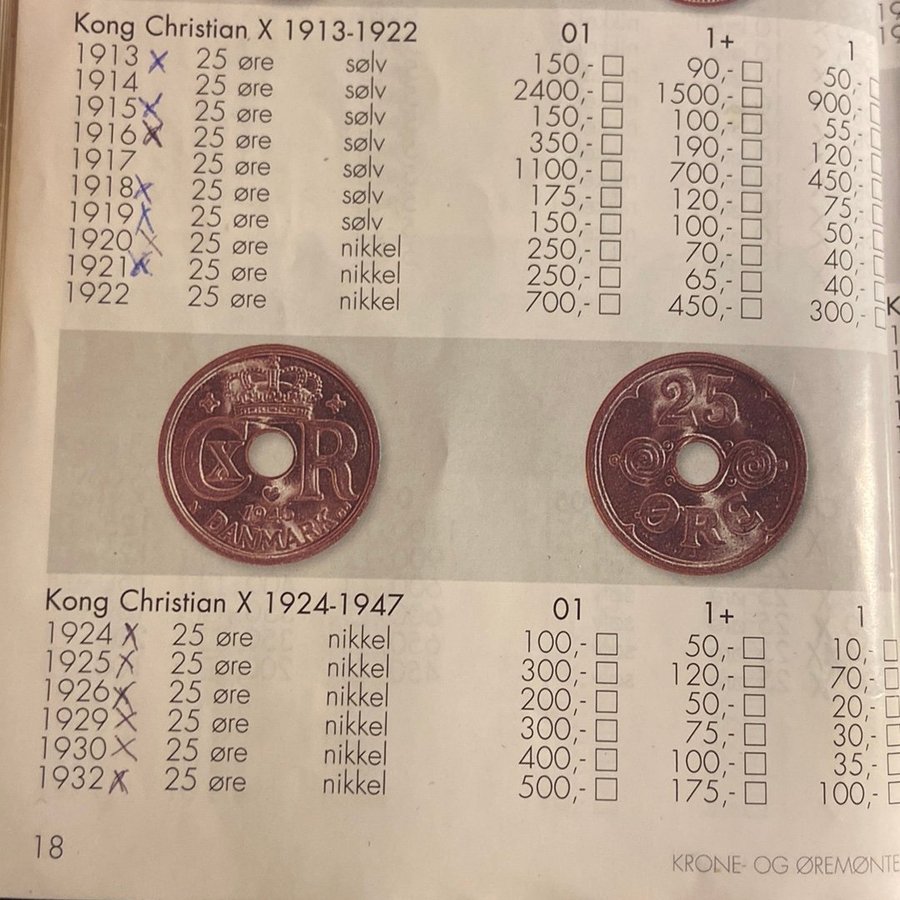 Kong Christian X 1913-1922 01 1+ 1
1913 X 25 øre sølv 150,- 90,- 50,-
1914 25 øre sølv 2400,- 1500,- 900,-
1915 X 25 øre sølv 150,- 100,- 55,-
1916 X 25 øre sølv 350,- 190,- 120,-
1917 25 øre sølv 1100,- 700,- 450,-
1918 X 25 øre sølv 175,- 120,- 75,-
1919 X 25 øre sølv 150,- 100,- 50,-
1920 X 25 øre nikkel 250,- 70,- 40,-
1921 X 25 øre nikkel 250,- 65,- 40,-
1922 25 øre nikkel 700,- 450,- 300,-
CXR
DANMARK
25
ØRE
Kong Christian X 1924-1947 01 1+ 1
1924 X 25 øre nikkel 100,- 50,- 10,-
1925 X 25 øre nikkel 300,- 120,- 70,-
1926 X 25 øre nikkel 200,- 50,- 20,-
1929 X 25 øre nikkel 300,- 75,- 30,-
1930 X 25 øre nikkel 400,- 100,- 35,-
1932 X 25 øre nikkel 500,- 175,- 100,-
18
KRONE- OG ØREMØNTE